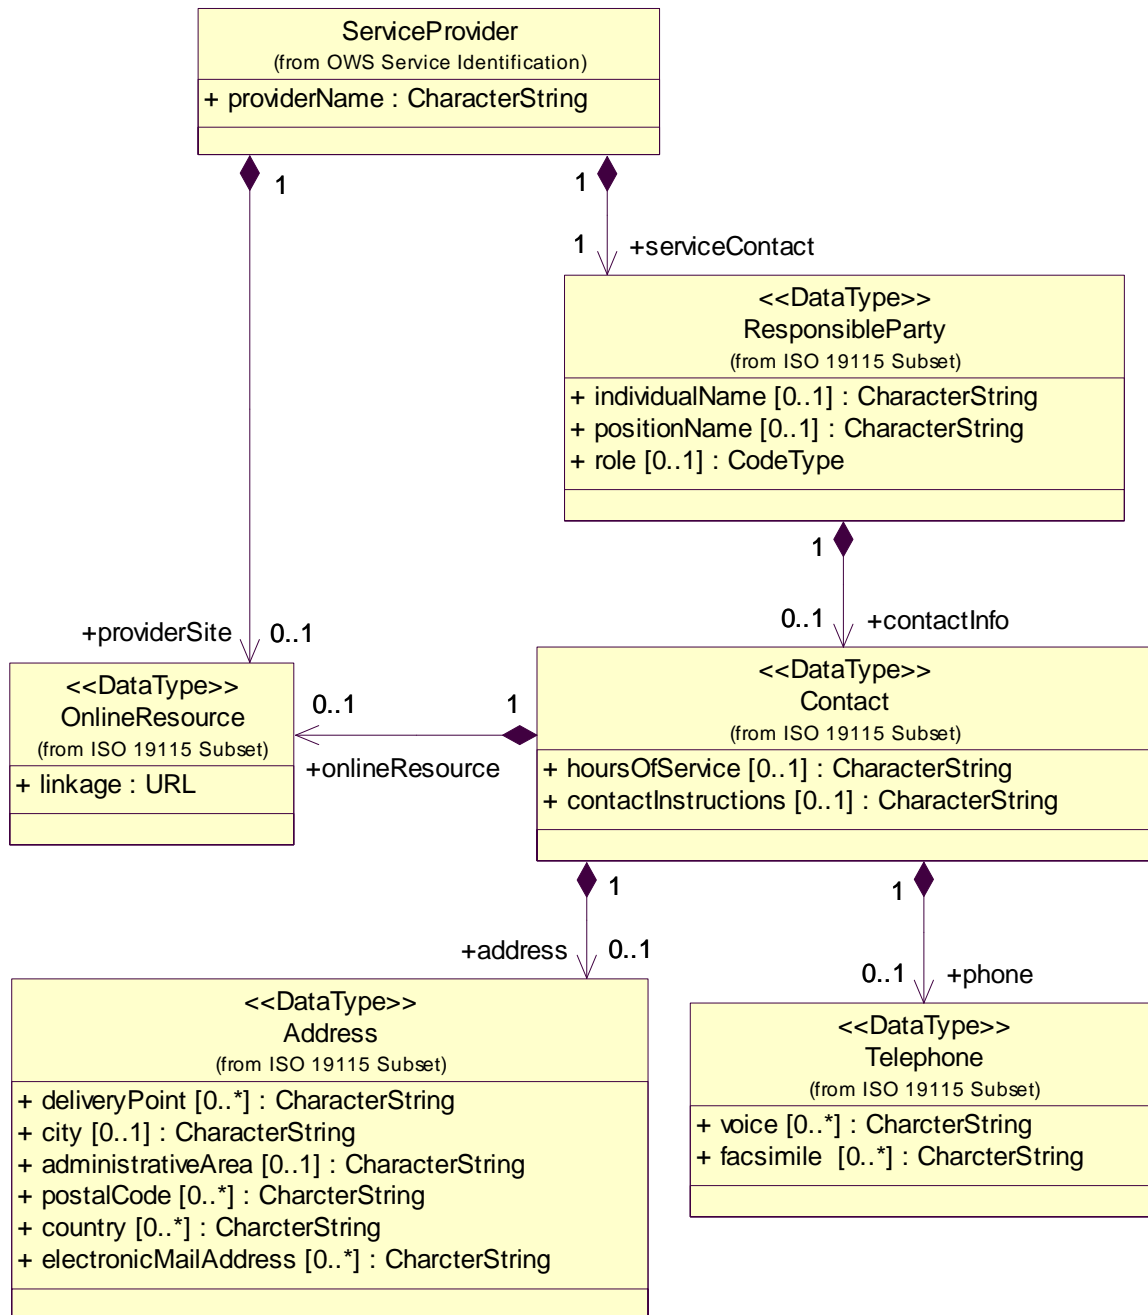 ServiceProvider
(from OWS Service Identification)
+ providerName : CharacterString
1
1
1
+serviceContact
<<DataType>>
ResponsibleParty
(from ISO 19115 Subset)
+ individualName [0..1] : CharacterString
+ positionName [0..1] : CharacterString
+ role [0..1] : CodeType
1
0..1
+contactInfo
+providerSite
0..1
<<DataType>>
OnlineResource
(from ISO 19115 Subset)
+ linkage : URL
0..1
1
+onlineResource
<<DataType>>
Contact
(from ISO 19115 Subset)
+ hoursOfService [0..1] : CharacterString
+ contactInstructions [0..1] : CharacterString
1
1
+address
0..1
0..1
+phone
<<DataType>>
Address
(from ISO 19115 Subset)
+ deliveryPoint [0..*] : CharacterString
+ city [0..1] : CharacterString
+ administrativeArea [0..1] : CharacterString
+ postalCode [0..*] : CharcterString
+ country [0..*] : CharcterString
+ electronicMailAddress [0..*] : CharcterString
<<DataType>>
Telephone
(from ISO 19115 Subset)
+ voice [0..*] : CharcterString
+ facsimile [0..*] : CharcterString